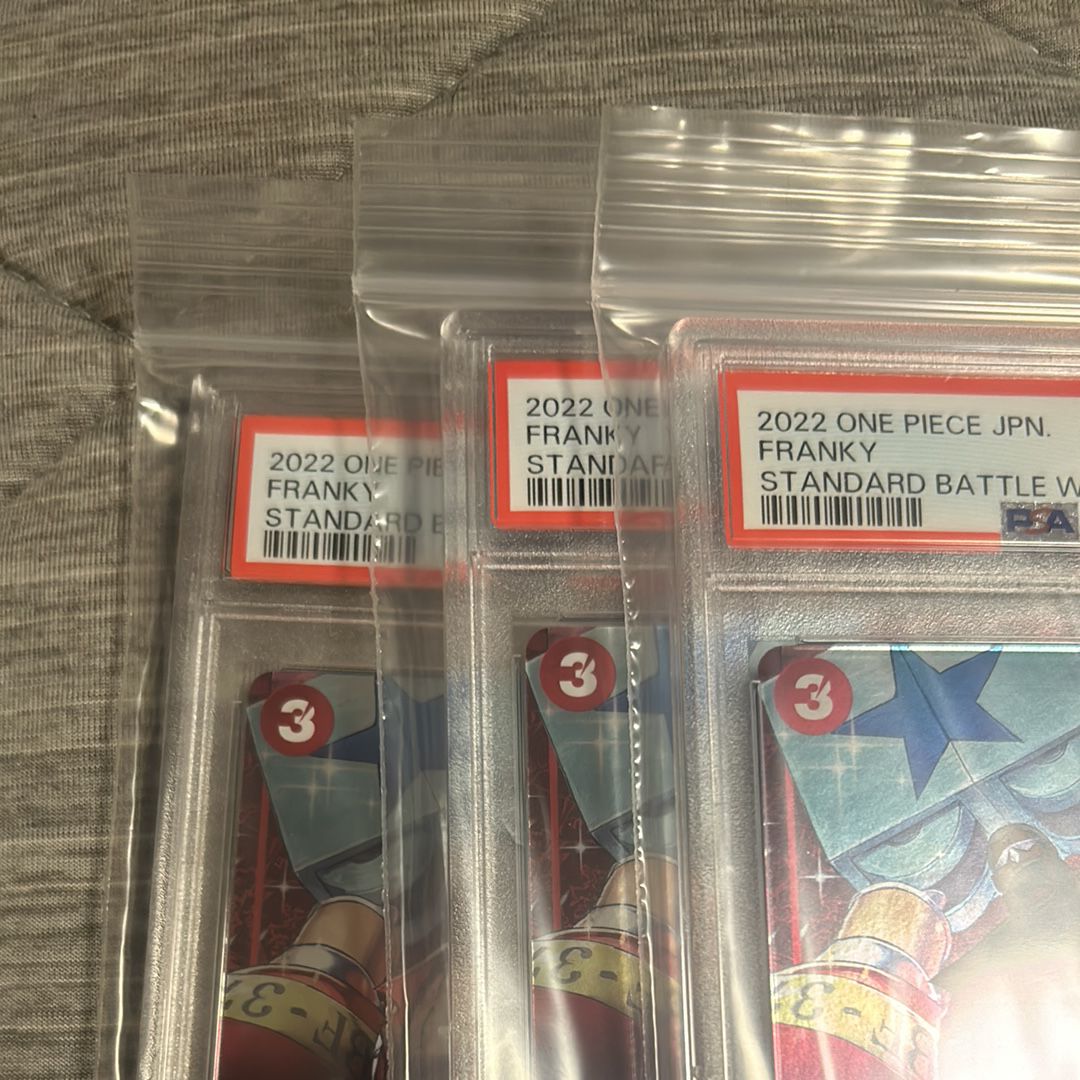 2022 ONE PIE
FRANKY
STANDARD B
3
2022 ONE
FRANKY
STANDAR
3
2022 ONE PIECE JPN.
FRANKY
STANDARD BATTLE W
PSA
3